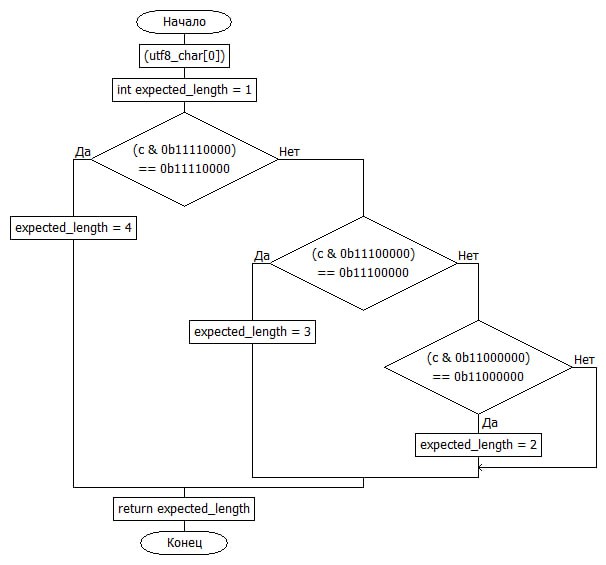 Начало
(utf8_char[0])
int expected_length = 1
(c & 0b11110000)
== 0b11110000
Да
Нет
expected_length = 4
(c & 0b11100000)
== 0b11100000
Да
Нет
expected_length = 3
(c & 0b11000000)
== 0b11000000
Нет
Да
expected_length = 2
return expected_length
Конец